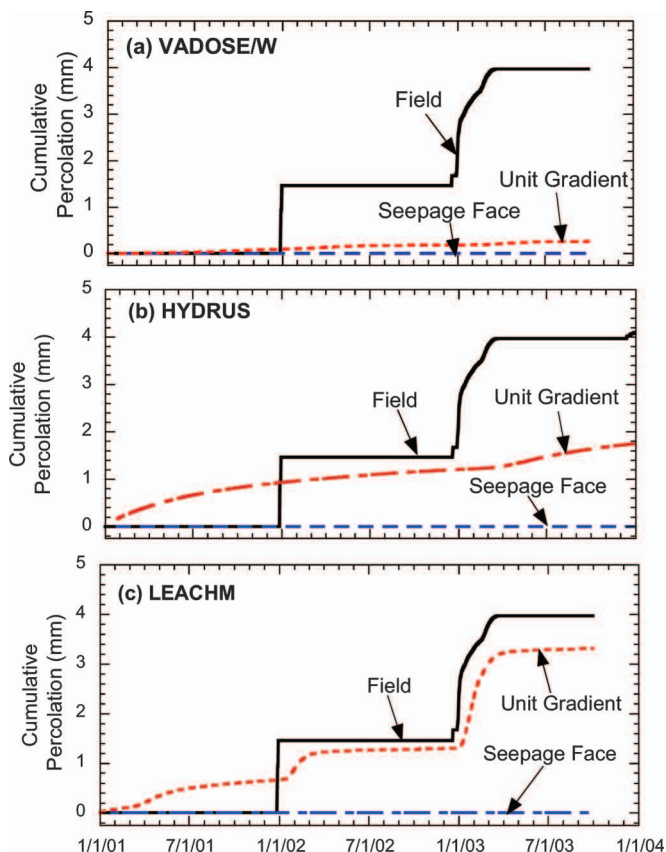 5
(a) VADOSE/W
4
Field
3
2
Unit Gradient
Seepage Face
1
0
Cumulative
Percolation (mm)
5
(b) HYDRUS
4
3
Field
Unit Gradient
2
1
Seepage Face
0
Cumulative
Percolation (mm)
5
(c) LEACHM
4
3
Field
Unit Gradient
2
Seepage Face
1
0
Cumulative
Percolation (mm)
1/1/01 7/1/01 1/1/02 7/1/02 1/1/03 7/1/03 1/1/04